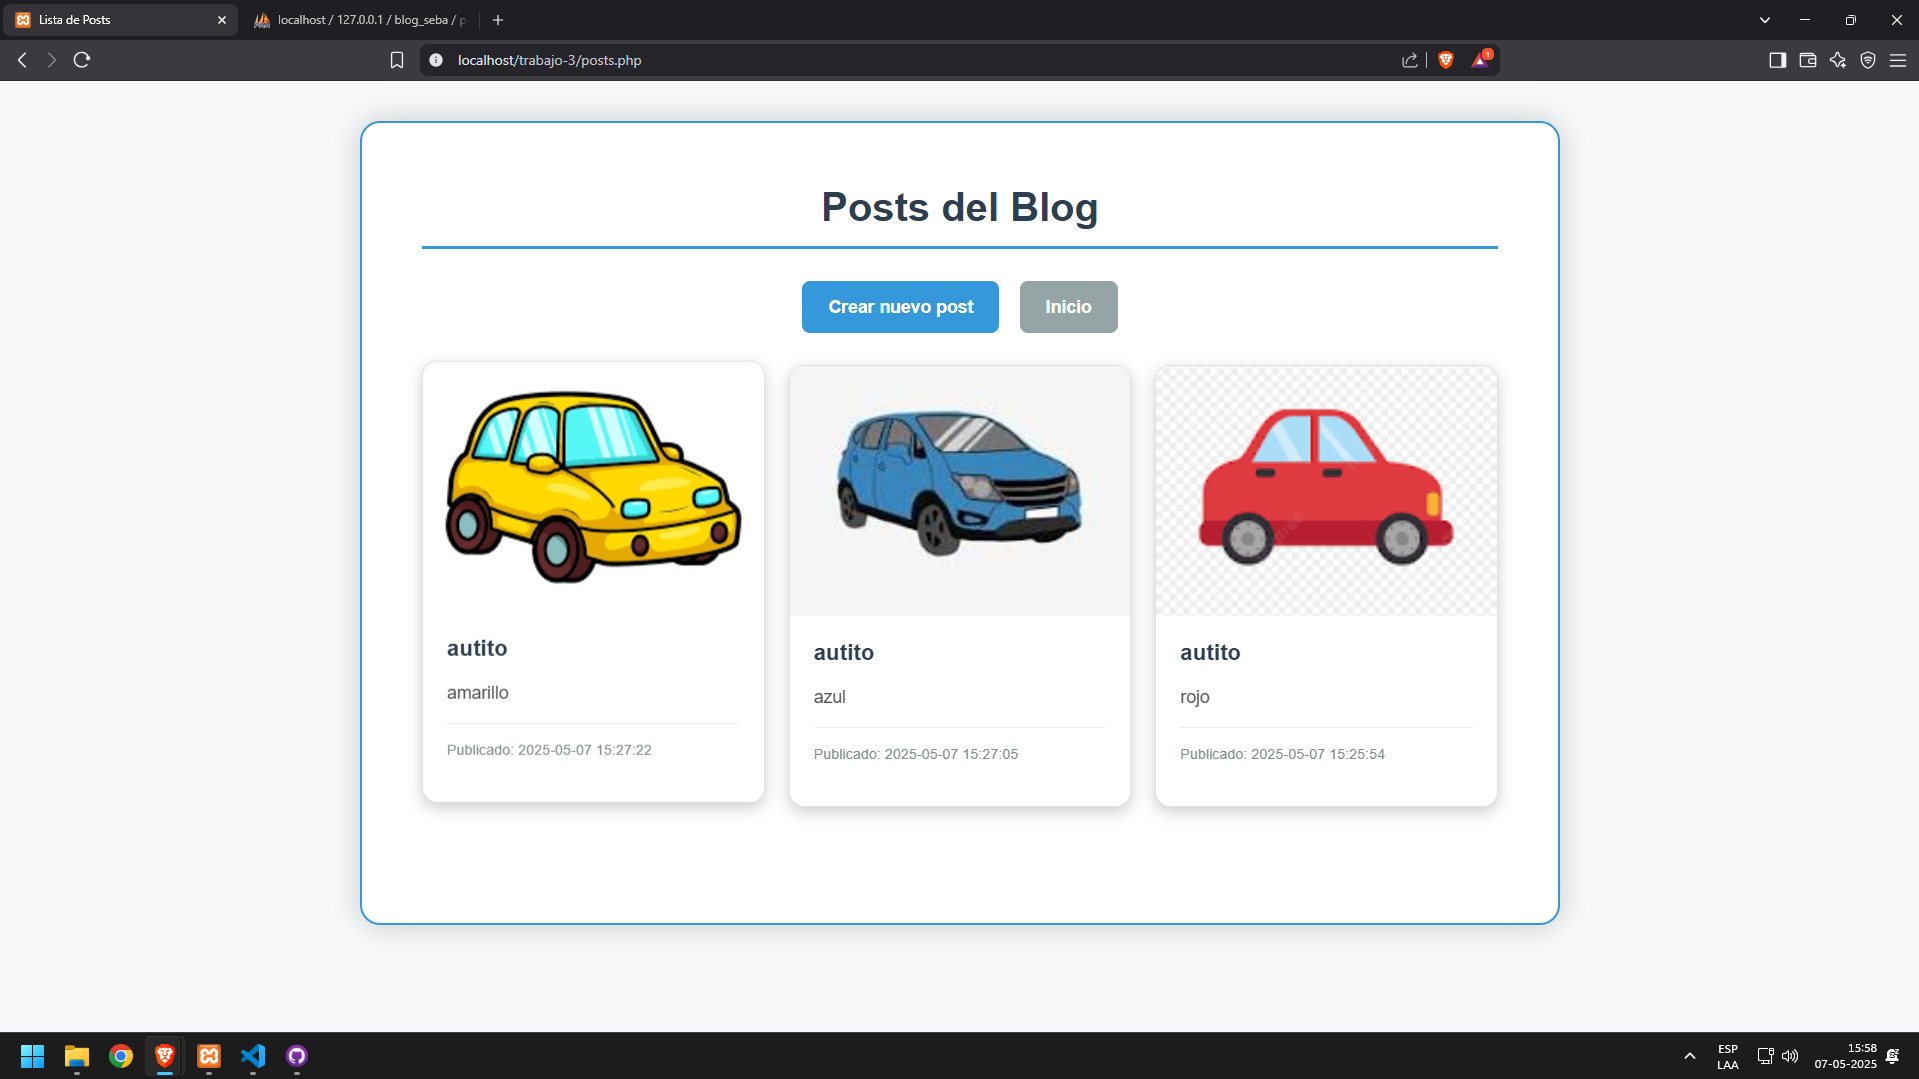 Lista de Posts
localhost / 127.0.0.1 / blog_seba /
localhost/trabajo-3/posts.php
1
Posts del Blog
Crear nuevo post
Inicio
autito
amarillo
Publicado: 2025-05-07 15:27:22
autito
azul
Publicado: 2025-05-07 15:27:05
autito
rojo
Publicado: 2025-05-07 15:25:54
ESP
LAA
15:58
07-05-2025